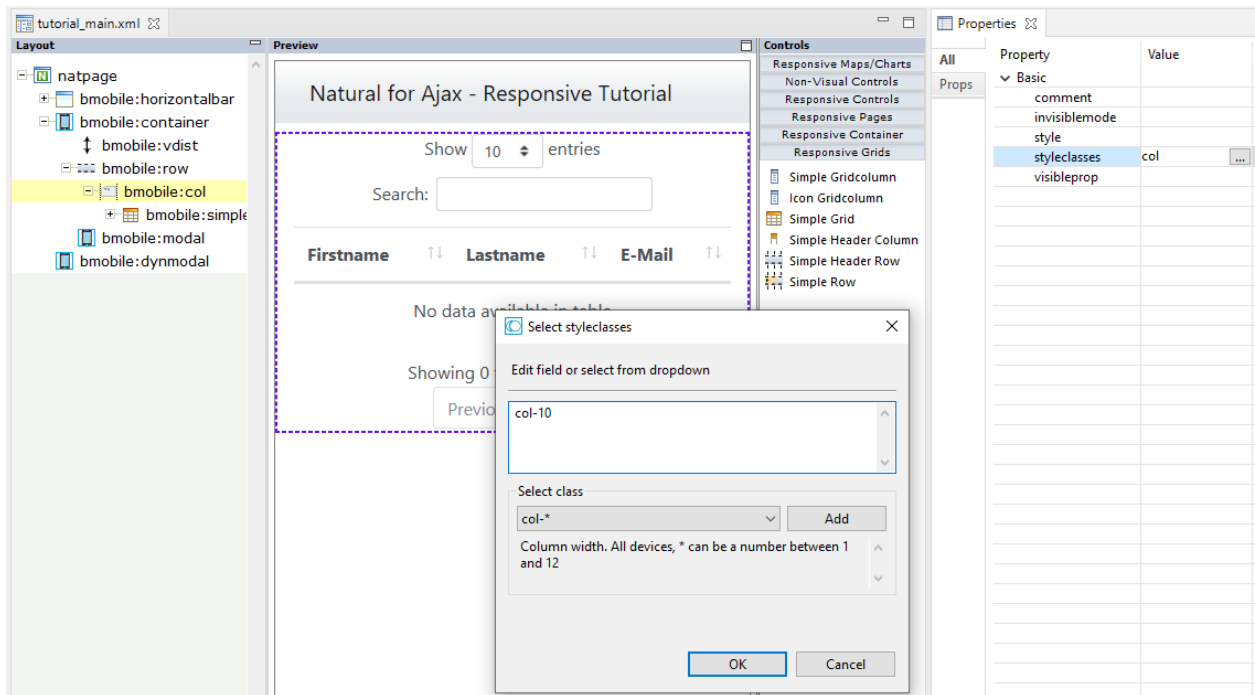 tutorial_main.xml
Layout
natpage
bmobile:horizontalbar
bmobile:container
bmobile:vdist
bmobile:row
bmobile:col
bmobile:simple
bmobile:modal
bmobile:dynmodal
Preview
Natural for Ajax - Responsive Tutorial
Show 10 entries
Search:
Firstname Lastname E-Mail
No data available in table
Showing 0
Previo
Controls
Responsive Maps/Charts
Non-Visual Controls
Responsive Controls
Responsive Pages
Responsive Container
Responsive Grids
Simple Gridcolumn
Icon Gridcolumn
Simple Grid
Simple Header Column
Simple Header Row
Simple Row
Select styleclasses
Edit field or select from dropdown
col-10
Select class
col-* Add
Column width. All devices, * can be a number between 1
and 12
OK Cancel
Properties
All
Props
Property Value
Basic
comment
invisiblemode
style
styleclasses col ...
visibleprop